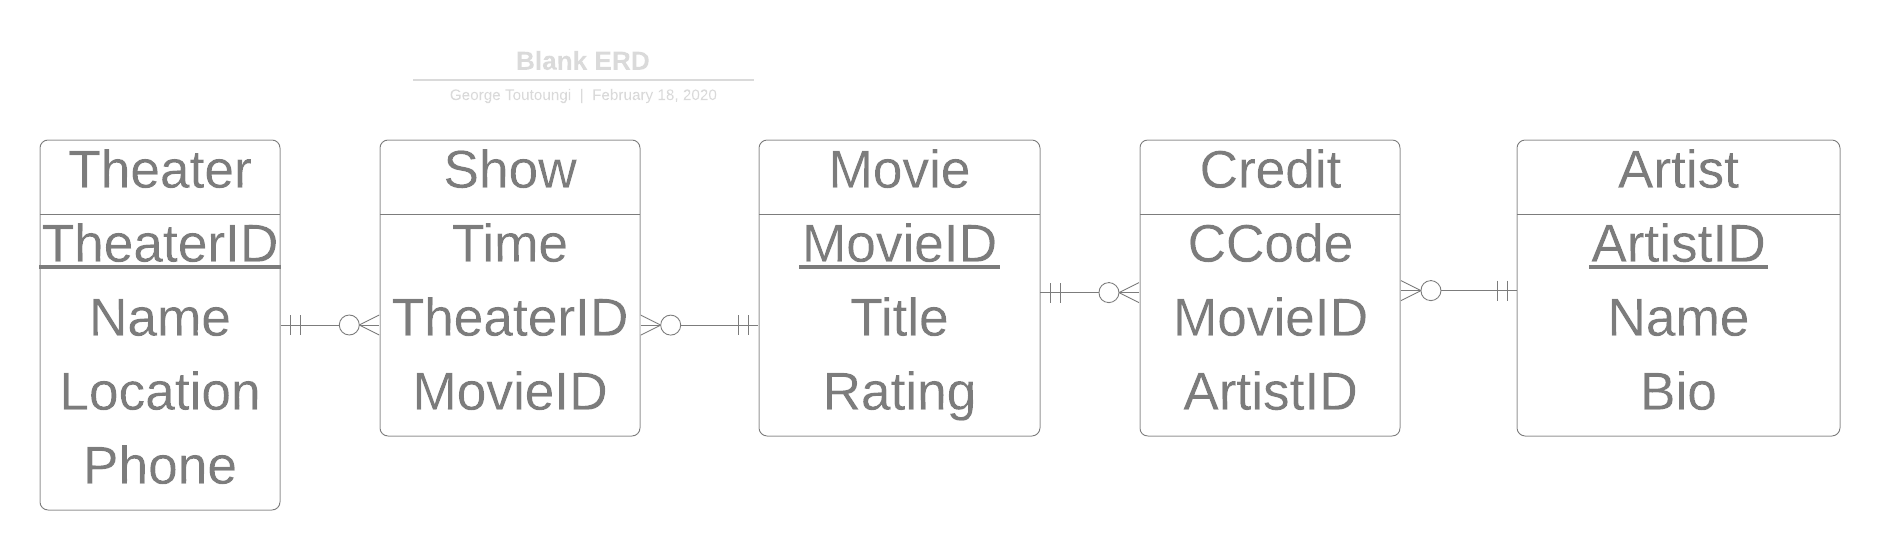 Blank ERD
George Toutoungi | February 18, 2020
Theater
TheaterID
Name
Location
Phone
Show
Time
TheaterID
MovieID
Movie
MovieID
Title
Rating
Credit
CCode
MovieID
ArtistID
Artist
ArtistID
Name
Bio